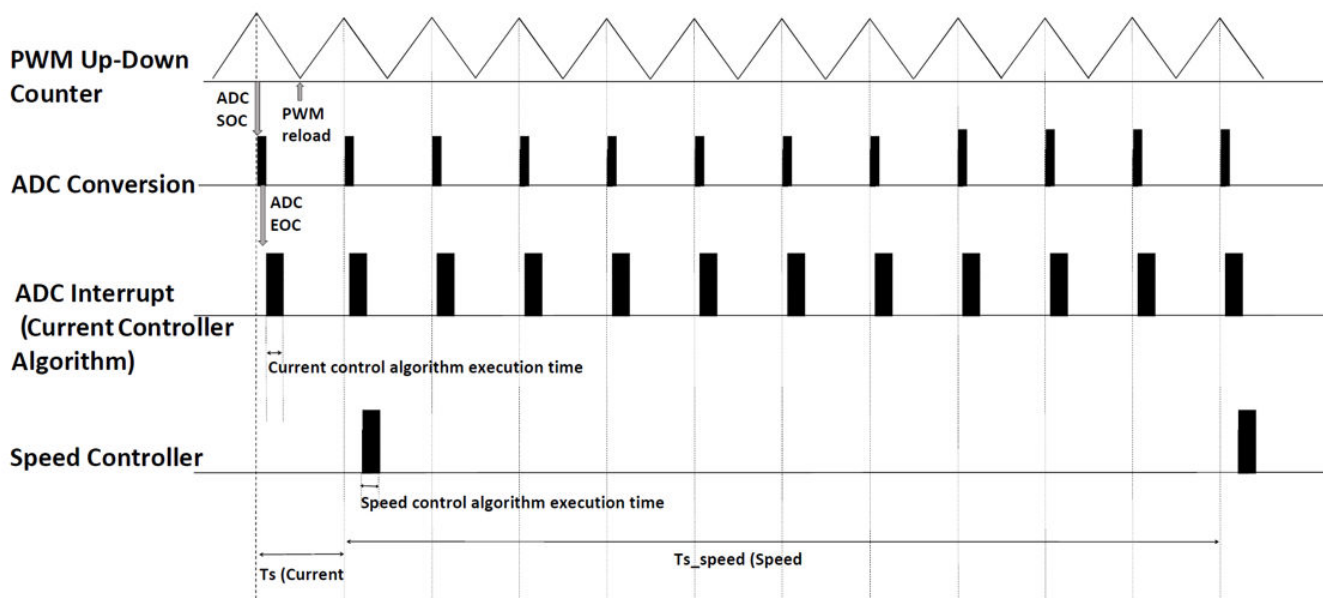 PWM Up-Down
Counter
ADC
SOC
PWM
reload
ADC Conversion
ADC
EOC
ADC Interrupt
(Current Controller
Algorithm)
Current control algorithm execution time
Speed Controller
Speed control algorithm execution time
Ts (Current
Ts_speed (Speed